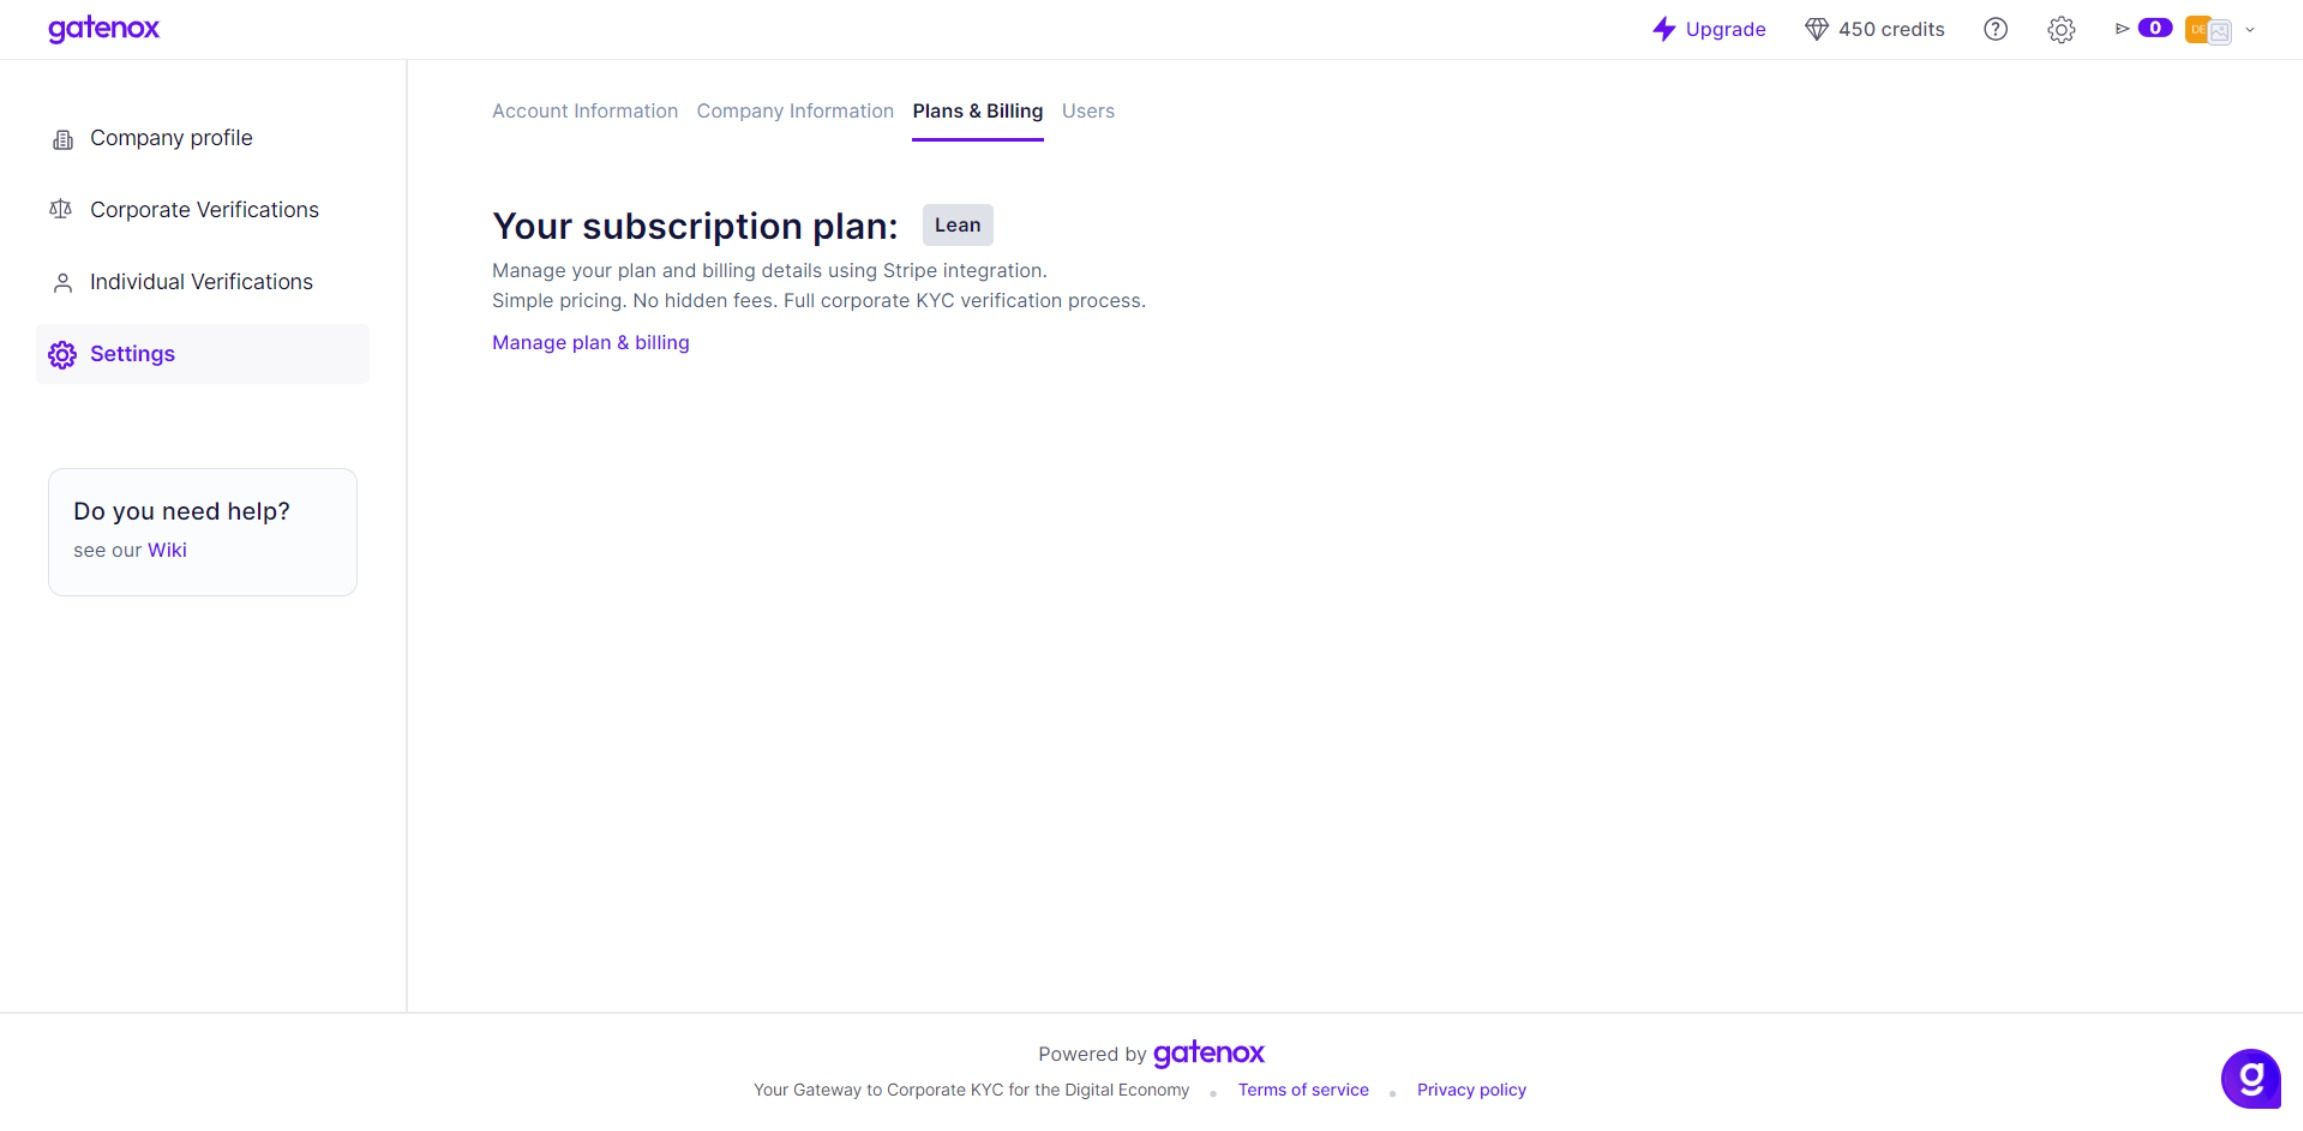 gatenox
Upgrade
450 credits
0
DE
Company profile
Corporate Verifications
Individual Verifications
Settings
Do you need help?
see our Wiki
Account Information Company Information Plans & Billing Users
Your subscription plan: Lean
Manage your plan and billing details using Stripe integration.
Simple pricing. No hidden fees. Full corporate KYC verification process.
Manage plan & billing
Powered by gatenox
Your Gateway to Corporate KYC for the Digital Economy • Terms of service • Privacy policy
g